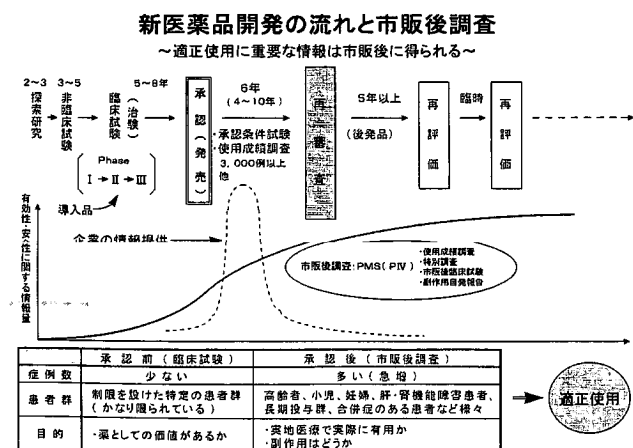 新医薬品開発の流れと市販後調査
～適正使用に重要な情報は市販後に得られる～
2～3 3～5 5～8年
探索研究
非臨床試験
臨床試験
(治験)
承認(発売)
6年
(4～10年)
・承認条件試験
・使用成績調査
3,000例以上
他
再審査
5年以上
(後発品)
再評価
臨時
再評価
Phase
Ⅰ→Ⅱ→Ⅲ
導入品
有効性・安全性に関する情報量
企業の情報提供
市販後調査:PMS(PⅣ)
・使用成績調査
・特別調査
・市販後臨床試験
・副作用自発報告
承認前(臨床試験) 承認後(市販後調査)
症例数 少ない 多い(急増)
患者群 制限を設けた特定の患者群 高齢者、小児、妊婦、肝・腎機能障害患者、
(かなり限られている) 長期投与群、合併症のある患者など様々
目的 ・薬としての価値があるか ・実地医療で実際に有用か
・副作用はどうか
適正使用